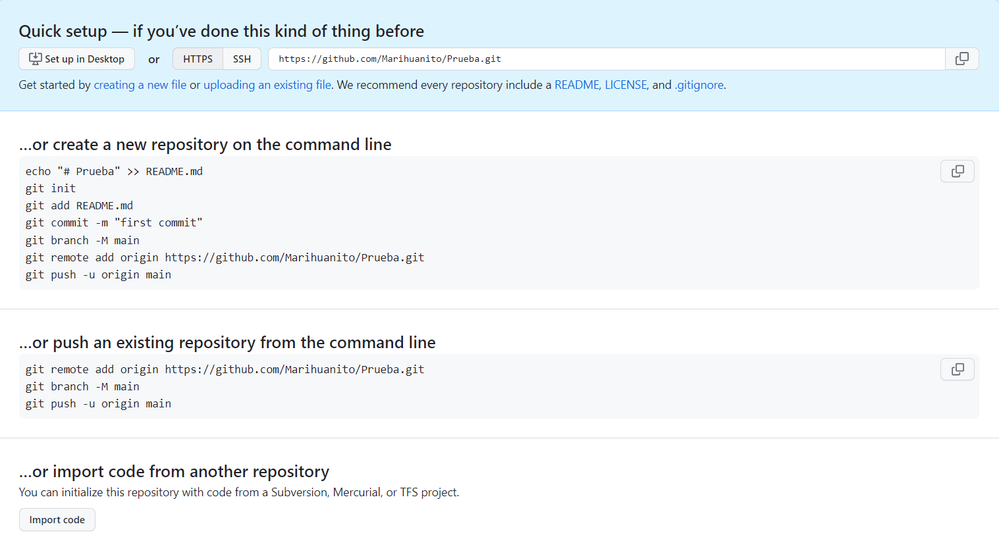 Quick setup — if you’ve done this kind of thing before
Set up in Desktop or HTTPS SSH https://github.com/Marihuanito/Prueba.git
Get started by creating a new file or uploading an existing file. We recommend every repository include a README, LICENSE, and .gitignore.
…or create a new repository on the command line
echo "# Prueba" >> README.md
git init
git add README.md
git commit -m "first commit"
git branch -M main
git remote add origin https://github.com/Marihuanito/Prueba.git
git push -u origin main
…or push an existing repository from the command line
git remote add origin https://github.com/Marihuanito/Prueba.git
git branch -M main
git push -u origin main
…or import code from another repository
You can initialize this repository with code from a Subversion, Mercurial, or TFS project.
Import code